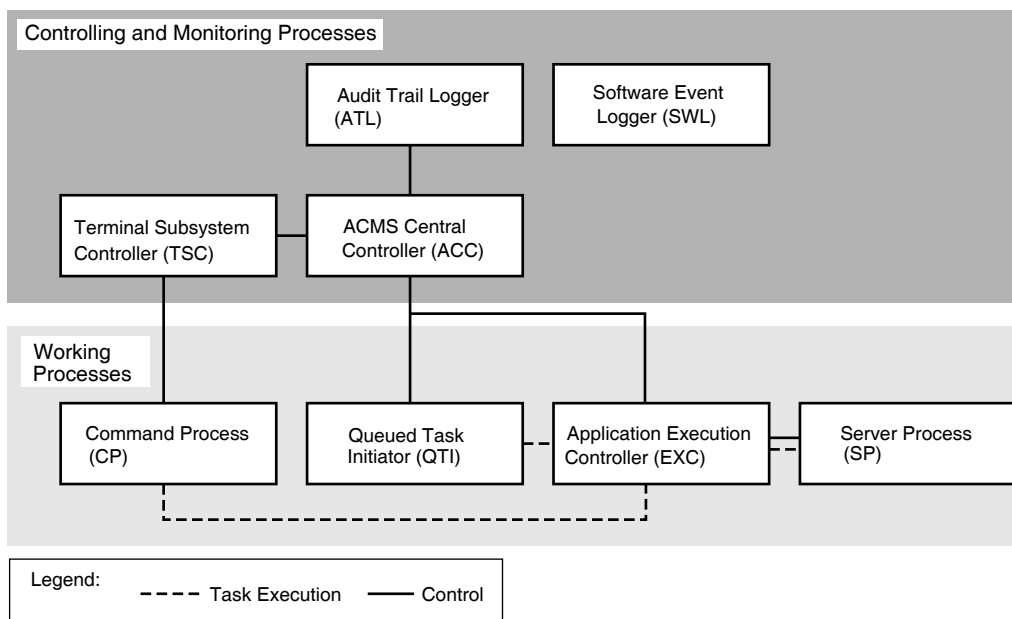 Controlling and Monitoring Processes
Audit Trail Logger
(ATL)
Software Event
Logger (SWL)
Terminal Subsystem
Controller (TSC)
ACMS Central
Controller (ACC)
Working
Processes
Command Process
(CP)
Queued Task
Initiator (QTI)
Application Execution
Controller (EXC)
Server Process
(SP)
Legend:
Task Execution
Control